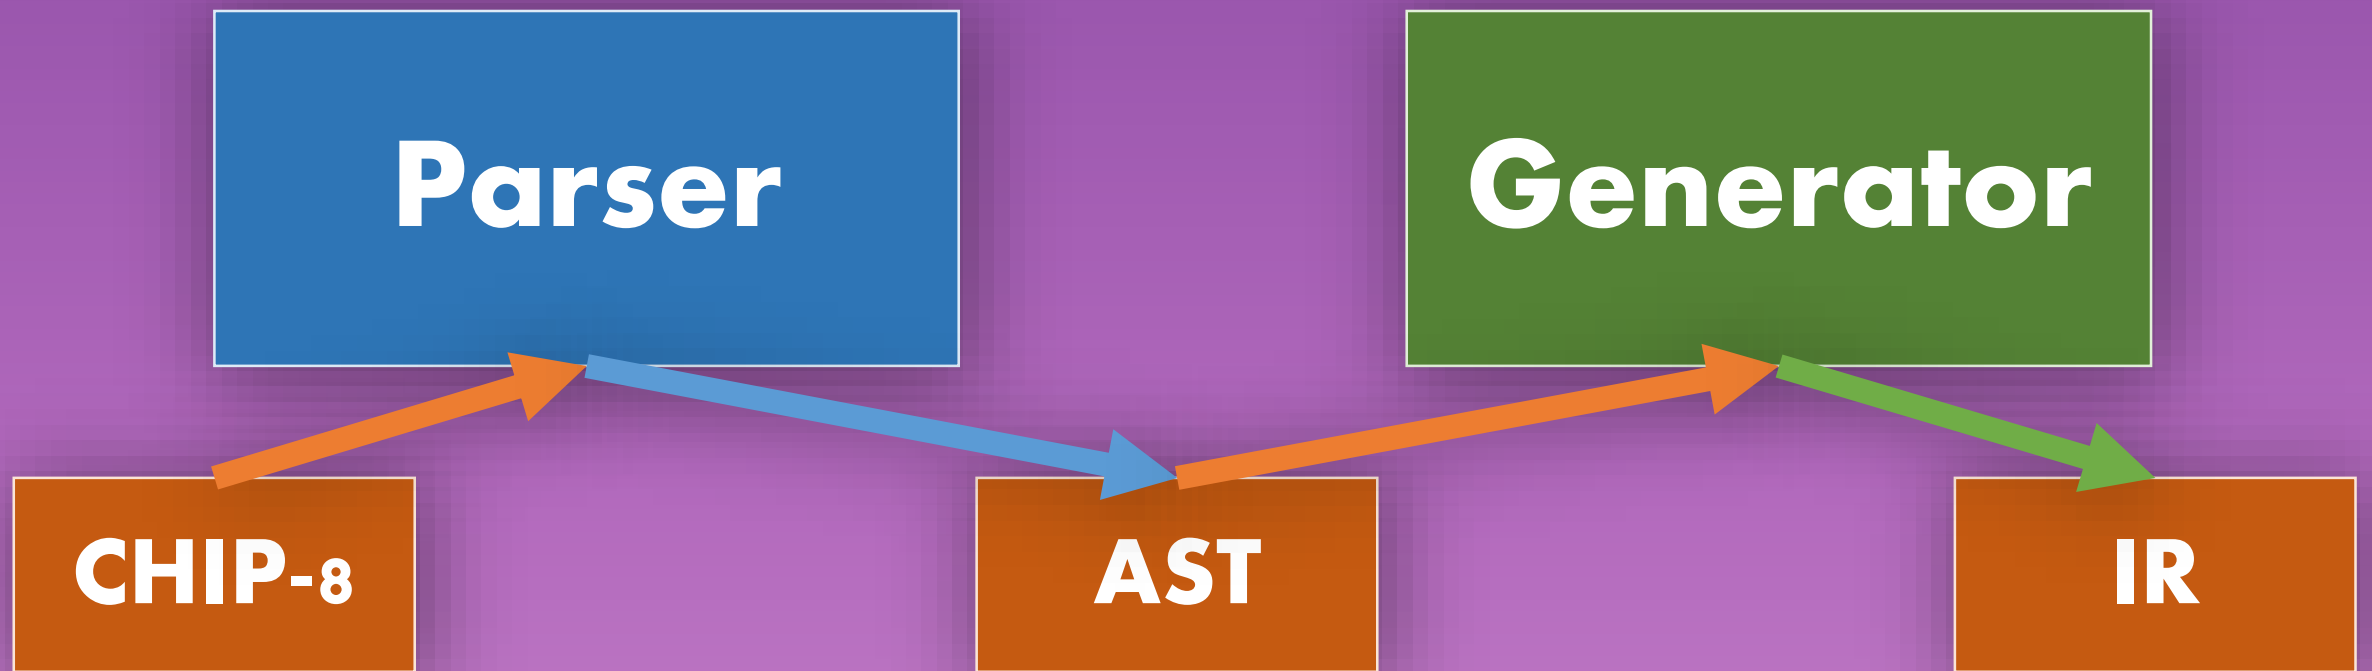 Parser
Generator
CHIP-8
AST
IR